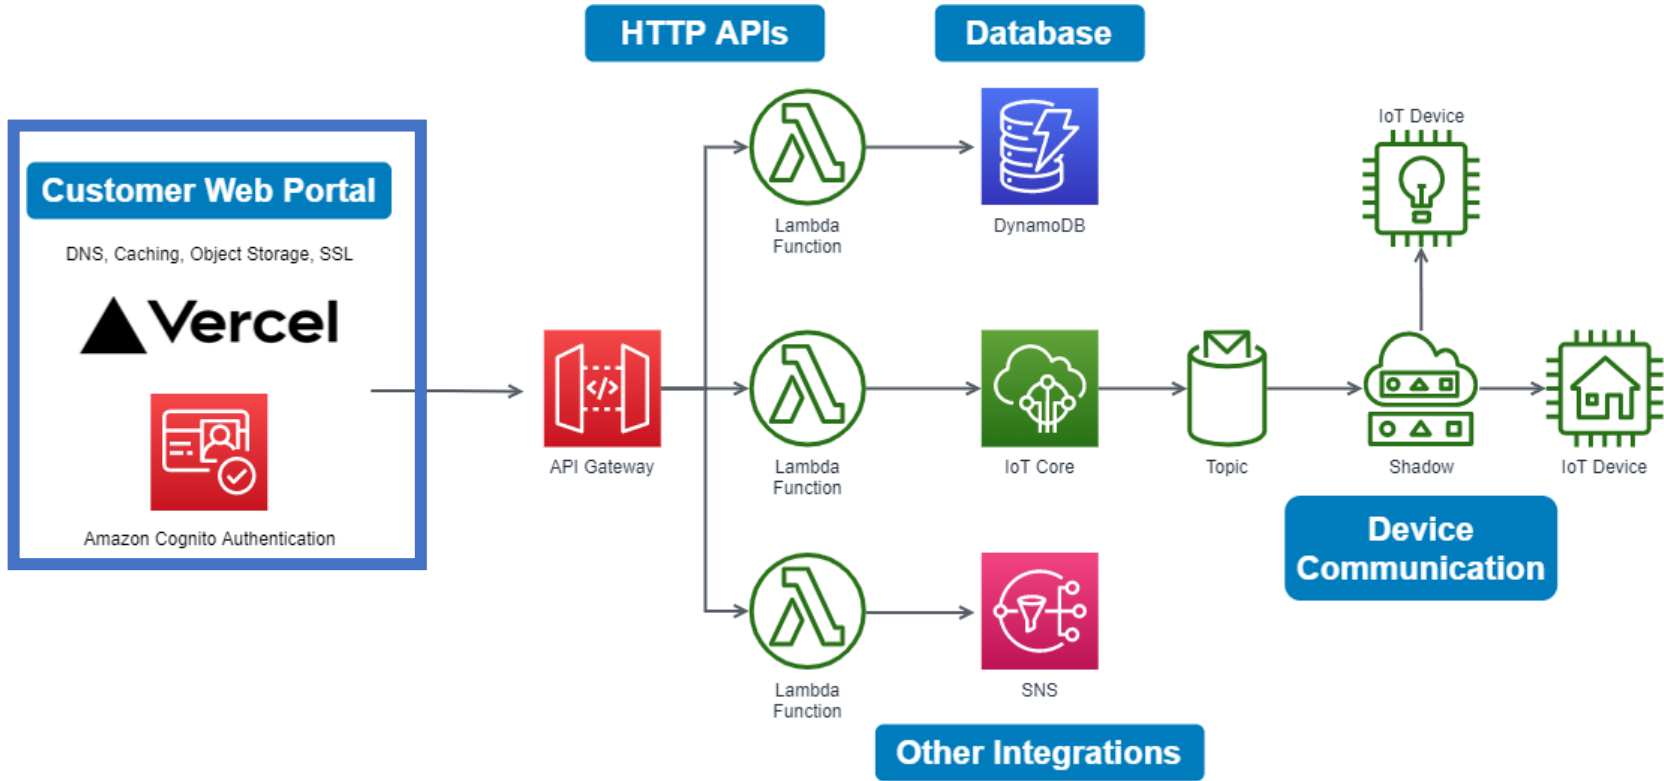 HTTP APIs
Database
Customer Web Portal
DNS, Caching, Object Storage, SSL
Vercel
Amazon Cognito Authentication
API Gateway
</>
Lambda
Function
DynamoDB
Lambda
Function
IoT Core
Topic
Shadow
IoT Device
IoT Device
Device
Communication
Lambda
Function
SNS
Other Integrations